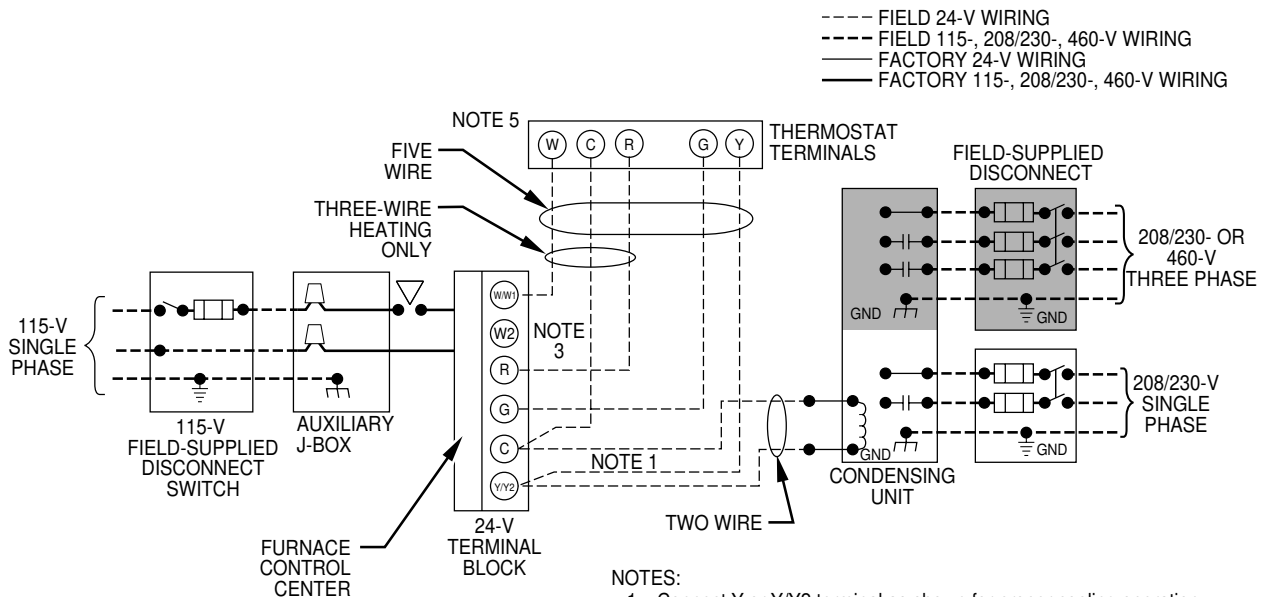 FIELD 24-V WIRING
FIELD 115-, 208/230-, 460-V WIRING
FACTORY 24-V WIRING
FACTORY 115-, 208/230-, 460-V WIRING
NOTE 5
W C R G Y
THERMOSTAT
TERMINALS
FIVE
WIRE
THREE-WIRE
HEATING
ONLY
FIELD-SUPPLIED
DISCONNECT
208/230- OR
460-V
THREE PHASE
GND
GND
115-V
SINGLE
PHASE
115-V
FIELD-SUPPLIED
DISCONNECT
SWITCH
AUXILIARY
J-BOX
W/W1
W2
R
G
C
Y/Y2
NOTE
3
NOTE 1
24-V
TERMINAL
BLOCK
FURNACE
CONTROL
CENTER
TWO WIRE
GND
CONDENSING
UNIT
GND
208/230-V
SINGLE
PHASE
NOTES: